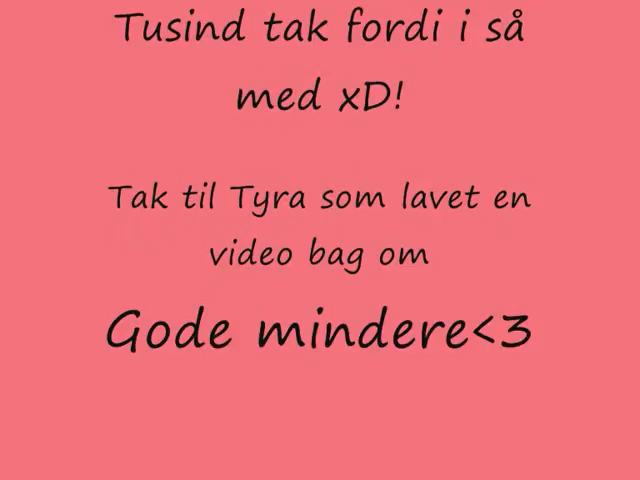 Tusind tak fordi i så
med xD!
Tak til Tyra som lavet en
video bag om
Gode mindere<3